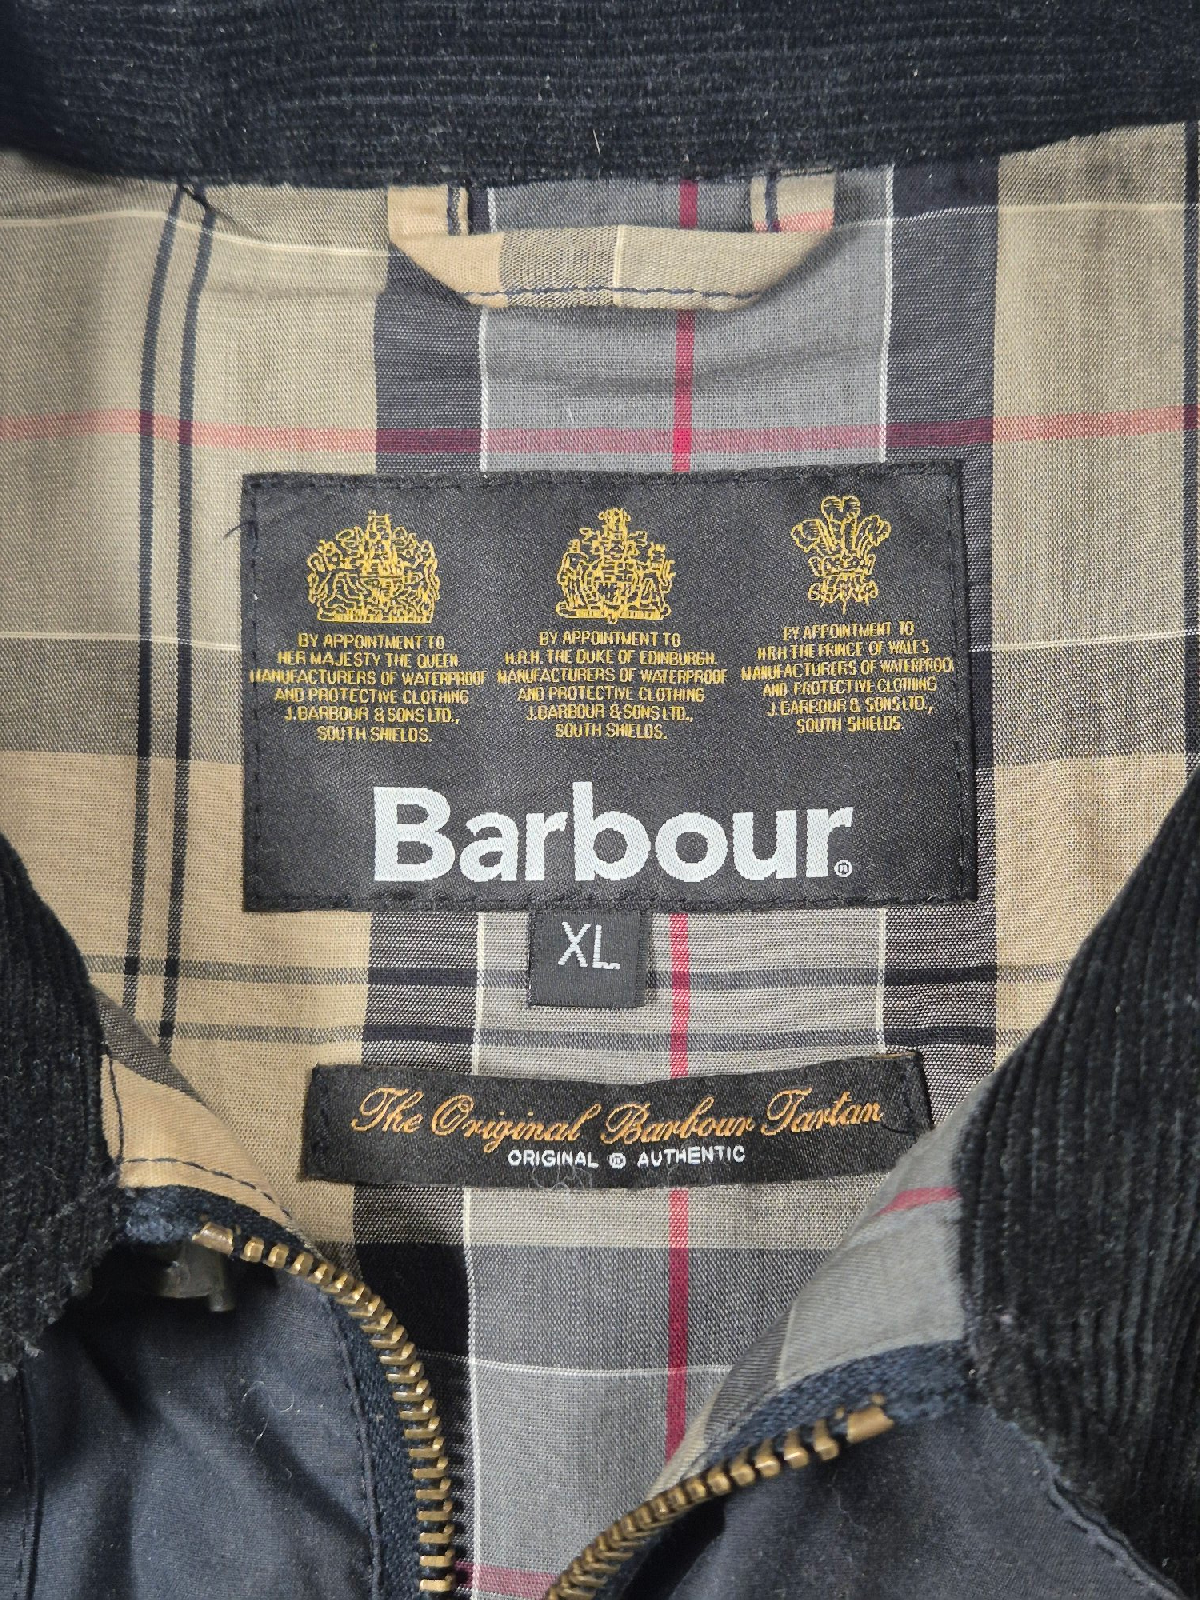 BY APPOINTMENT TO
HER MAJESTY THE QUEEN
MANUFACTURERS OF WATERPROOF
AND PROTECTIVE CLOTHING
J.BARBOUR & SONS LTD.,
SOUTH SHIELDS.
BY APPOINTMENT TO
H.R.H. THE DUKE OF EDINBURGH
MANUFACTURERS OF WATERPROOF
AND PROTECTIVE CLOTHING
J.BARBOUR & SONS LTD.,
SOUTH SHIELDS.
BY APPOINTMENT TO
HRH THE PRINCE OF WALES
MANUFACTURERS OF WATERPROOF
AND PROTECTIVE CLOTHING
J.BARBOUR & SONS LTD.,
SOUTH SHIELDS.
Barbour®
XL
The Original Barbour Tartan
ORIGINAL ® AUTHENTIC